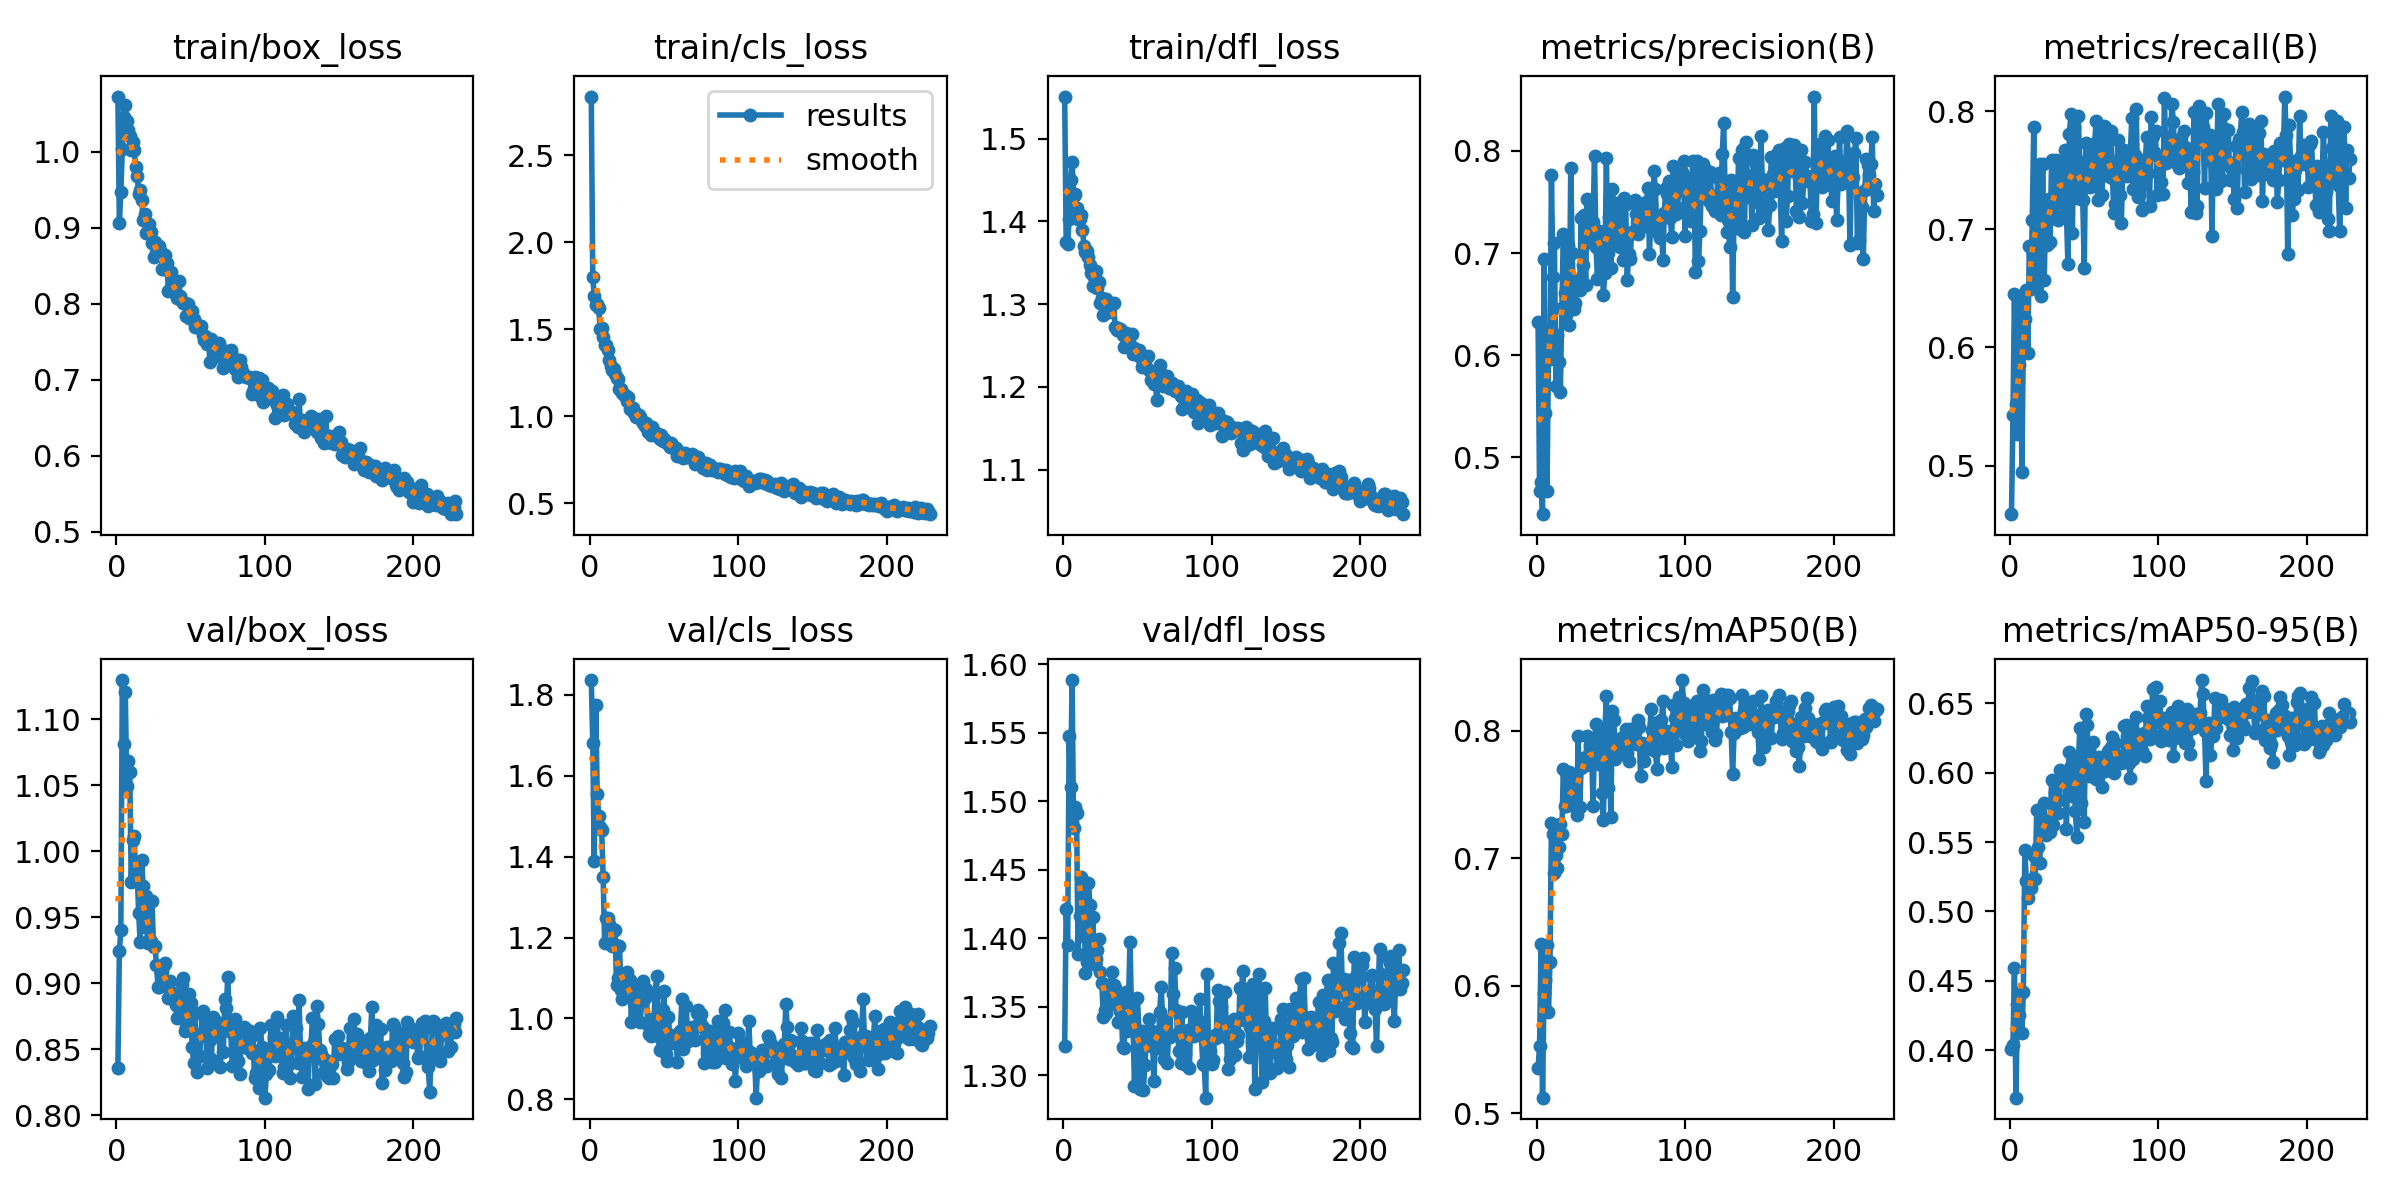 train/box_loss
train/cls_loss
train/dfl_loss
metrics/precision(B)
metrics/recall(B)
1.0
0.9
0.8
0.7
0.6
0.5
0 100 200
results
smooth
2.5
2.0
1.5
1.0
0.5
0 100 200
1.5
1.4
1.3
1.2
1.1
0 100 200
0.8
0.7
0.6
0.5
0 100 200
0.8
0.7
0.6
0.5
0 100 200
val/box_loss
val/cls_loss
val/dfl_loss
metrics/mAP50(B)
metrics/mAP50-95(B)
1.10
1.05
1.00
0.95
0.90
0.85
0.80
0 100 200
1.8
1.6
1.4
1.2
1.0
0.8
0 100 200
1.60
1.55
1.50
1.45
1.40
1.35
1.30
0 100 200
0.8
0.7
0.6
0.5
0 100 200
0.65
0.60
0.55
0.50
0.45
0.40
0 100 200